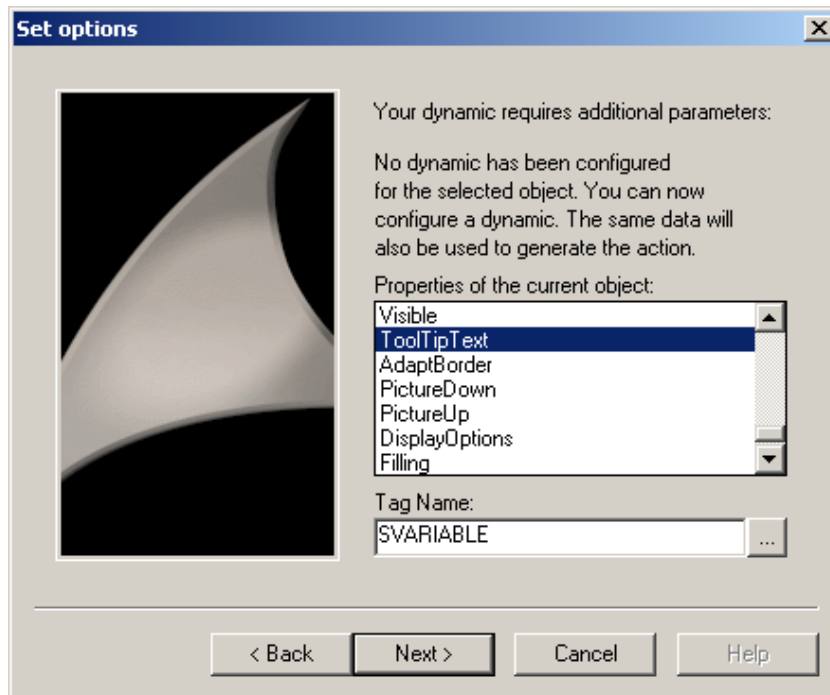 Set options
Your dynamic requires additional parameters:
No dynamic has been configured
for the selected object. You can now
configure a dynamic. The same data will
also be used to generate the action.
Properties of the current object:
Visible
ToolTipText
AdaptBorder
PictureDown
PictureUp
DisplayOptions
Filling
Tag Name:
SVARIABLE
...
< Back
Next >
Cancel
Help